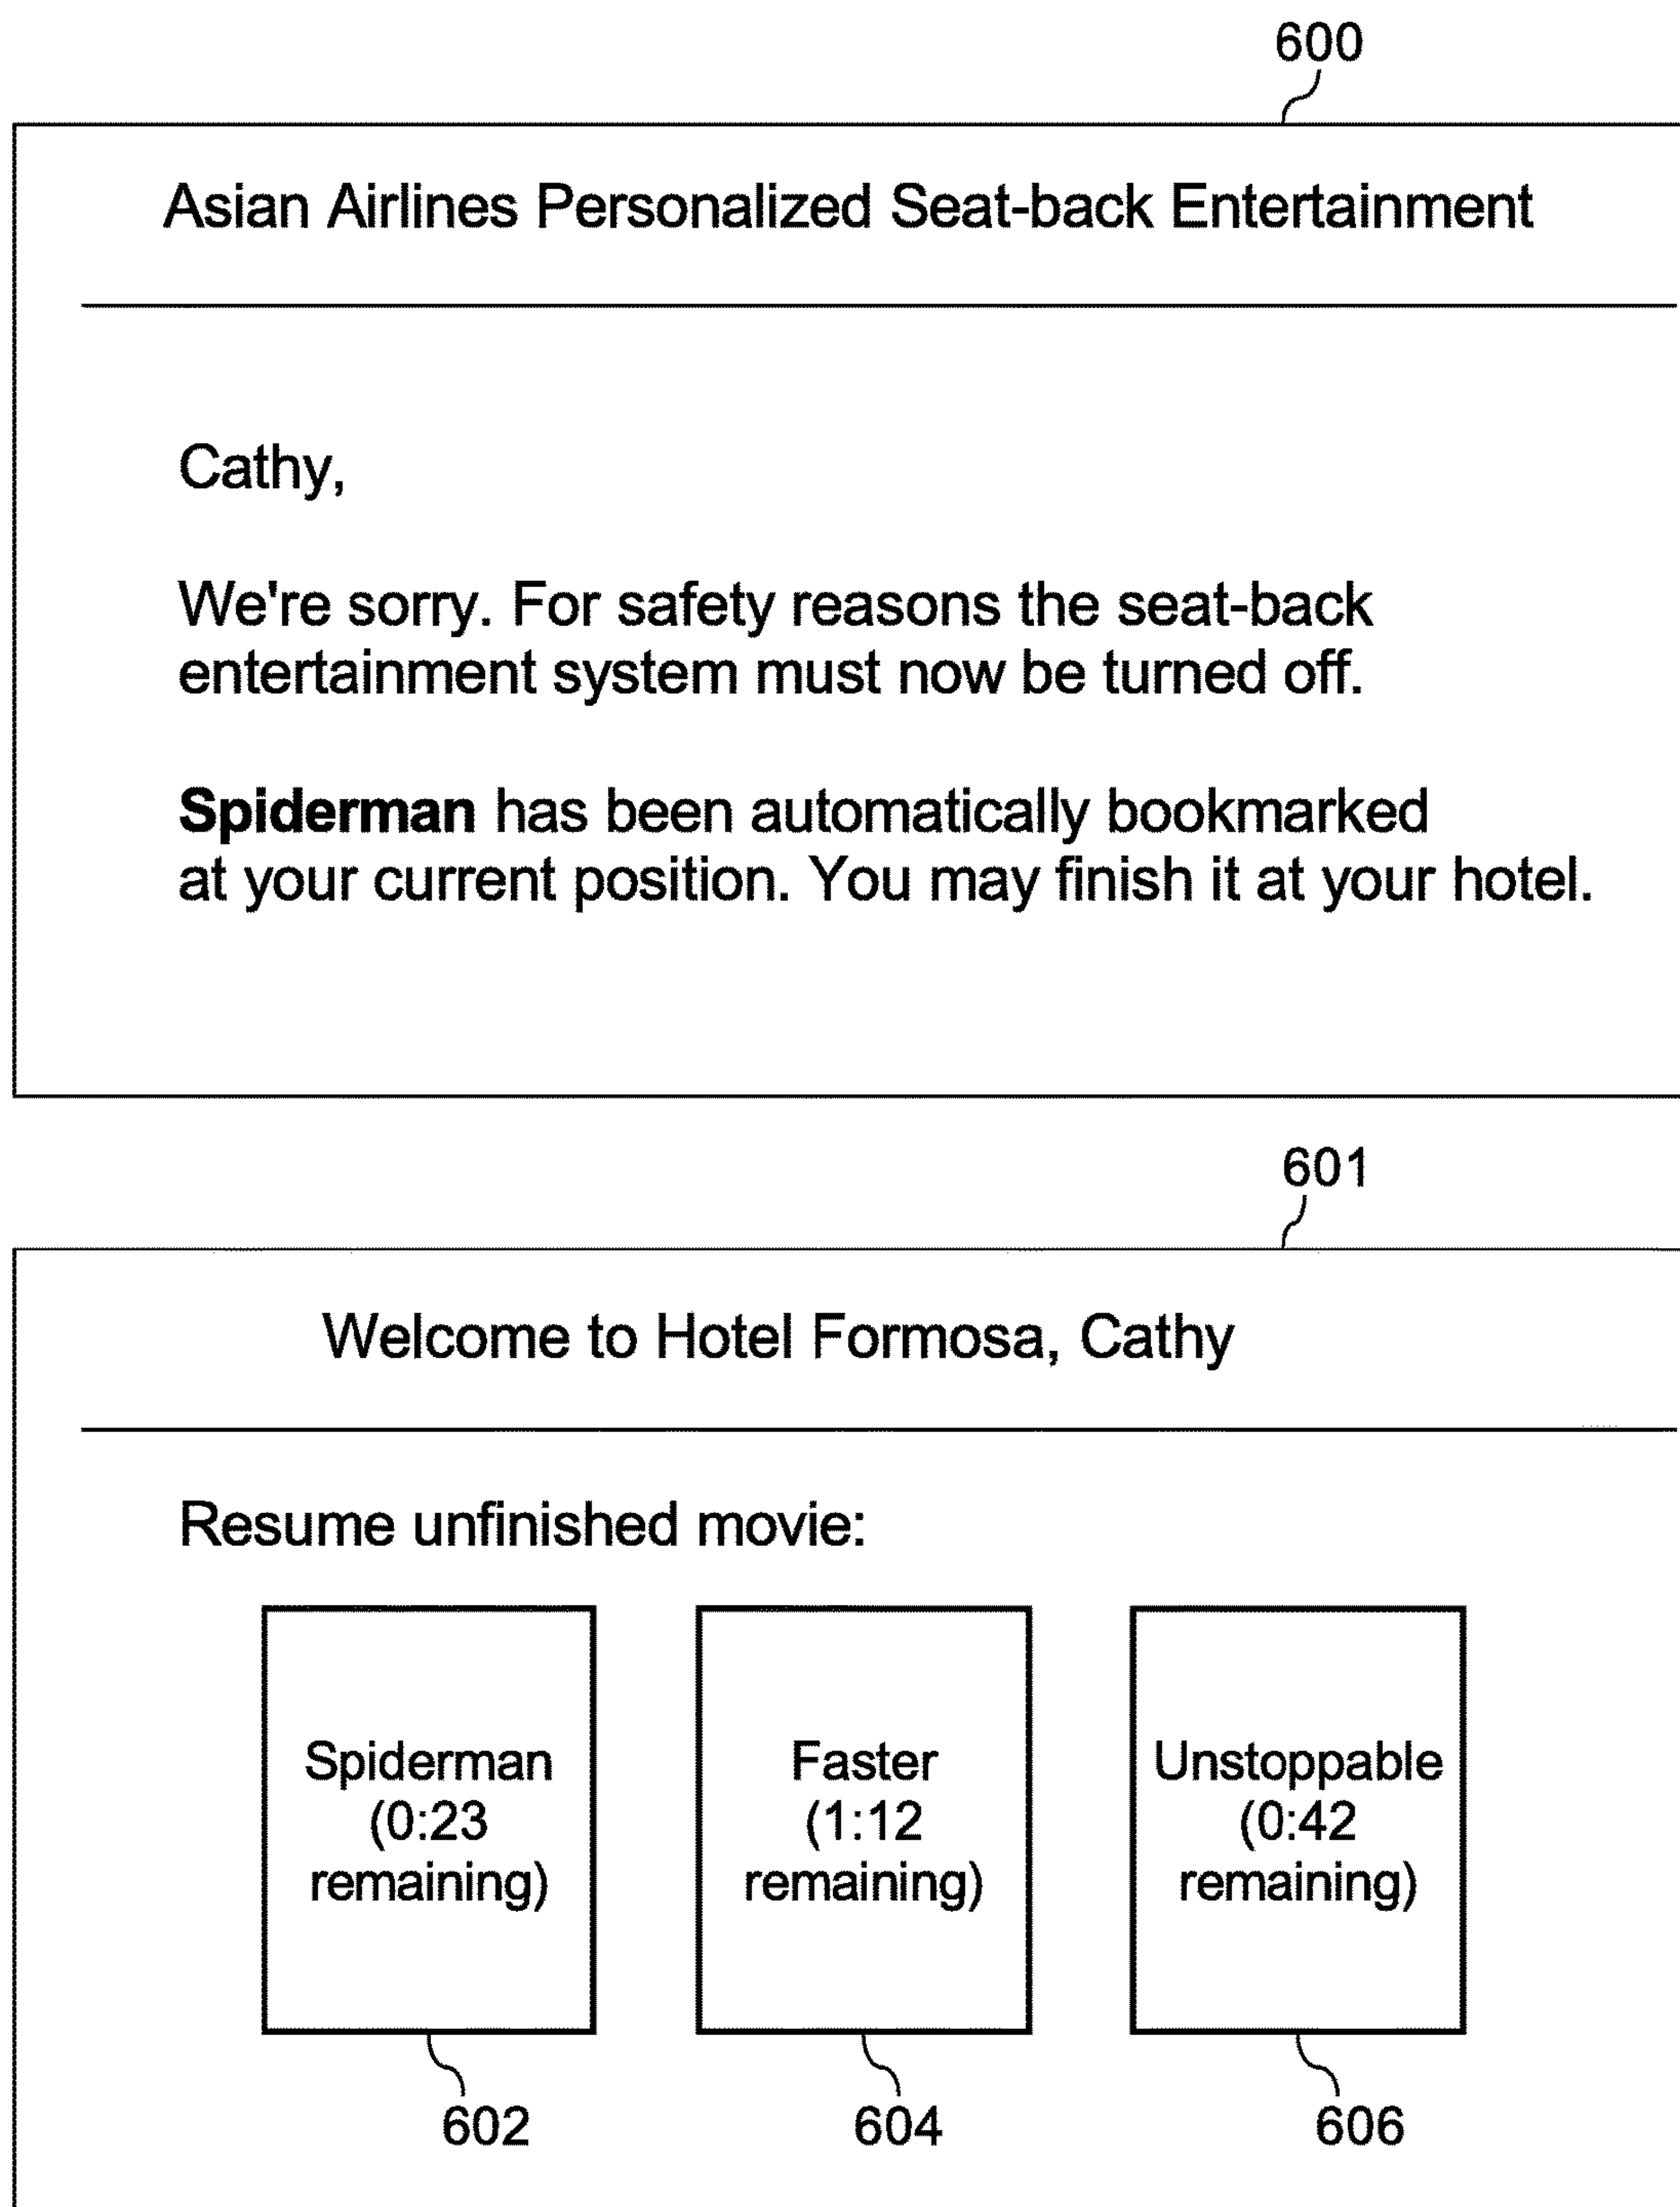 600
Asian Airlines Personalized Seat-back Entertainment
Cathy,
We're sorry. For safety reasons the seat-back
entertainment system must now be turned off.
Spiderman has been automatically bookmarked
at your current position. You may finish it at your hotel.
601
Welcome to Hotel Formosa, Cathy
Resume unfinished movie:
Spiderman
(0:23
remaining)
Faster
(1:12
remaining)
Unstoppable
(0:42
remaining)
602
604
606